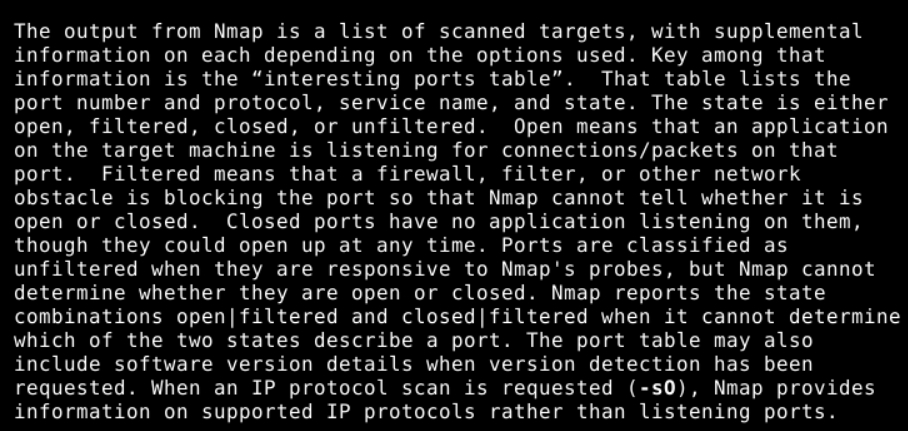 The output from Nmap is a list of scanned targets, with supplemental
information on each depending on the options used. Key among that
information is the “interesting ports table”.  That table lists the
port number and protocol, service name, and state. The state is either
open, filtered, closed, or unfiltered.  Open means that an application
on the target machine is listening for connections/packets on that
port.  Filtered means that a firewall, filter, or other network
obstacle is blocking the port so that Nmap cannot tell whether it is
open or closed.  Closed ports have no application listening on them,
though they could open up at any time. Ports are classified as
unfiltered when they are responsive to Nmap's probes, but Nmap cannot
determine whether they are open or closed. Nmap reports the state
combinations open|filtered and closed|filtered when it cannot determine
which of the two states describe a port. The port table may also
include software version details when version detection has been
requested. When an IP protocol scan is requested (-sO), Nmap provides
information on supported IP protocols rather than listening ports.